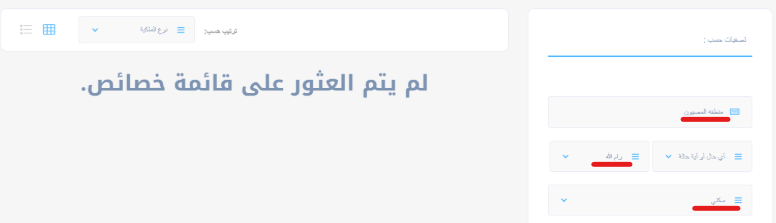 تصفيات حسب :
ترتيب حسب:
نوع الملكية
لم يتم العثور على قائمة خصائص.
منطقة المصيون
أي حال أو أية حالة
رام الله
سكني